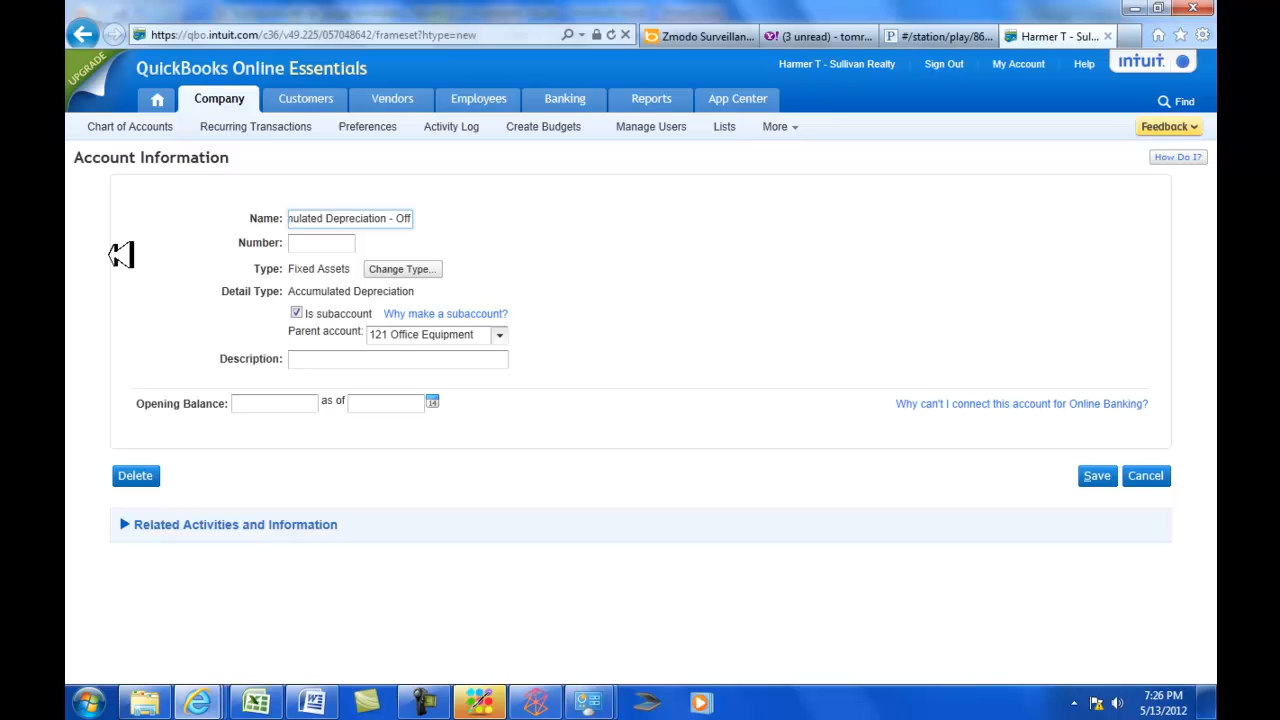 https://qbo.intuit.com/c36/v49.225/057048642/frameset?htype=new
Zmodo Surveillan...
(3 unread) - tomr...
#/station/play/86...
Harmer T - Sul...
UPGRADE
QuickBooks Online Essentials
Harmer T - Sullivan Realty
Sign Out
My Account
Help
intuit
Company
Customers
Vendors
Employees
Banking
Reports
App Center
Find
Chart of Accounts
Recurring Transactions
Preferences
Activity Log
Create Budgets
Manage Users
Lists
More
Feedback
Account Information
How Do I?
Name: nulated Depreciation - Off
Number:
Type: Fixed Assets Change Type...
Detail Type: Accumulated Depreciation
Is subaccount Why make a subaccount?
Parent account: 121 Office Equipment
Description:
Opening Balance: as of 14 Why can't I connect this account for Online Banking?
Delete
Save
Cancel
Related Activities and Information
7:26 PM
5/13/2012